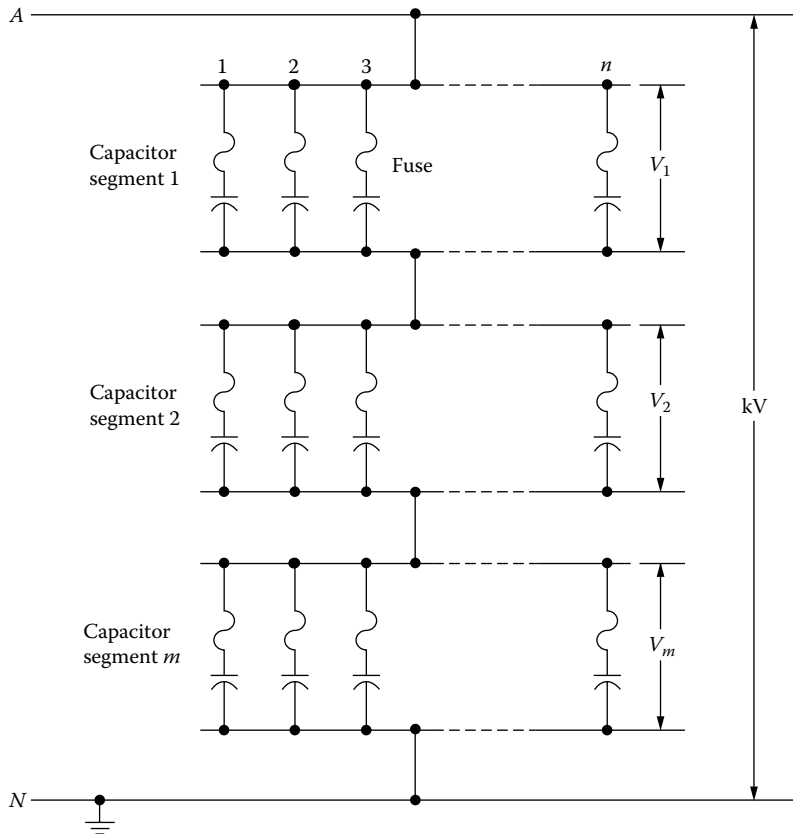 A
1
2
3
n
Capacitor
segment 1
Fuse
V₁
Capacitor
segment 2
V₂
kV
Capacitor
segment m
Vₘ
N